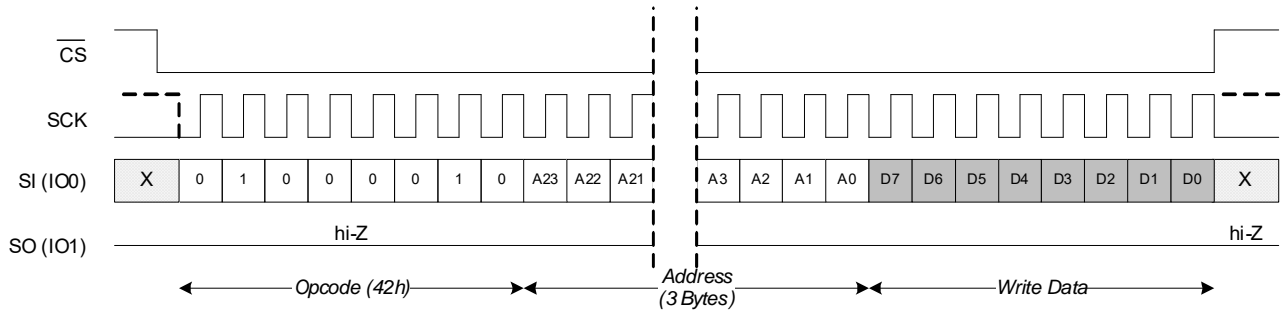 CS
SCK
SI (IO0) X 0 1 0 0 0 0 1 0 A23 A22 A21 A3 A2 A1 A0 D7 D6 D5 D4 D3 D2 D1 D0 X
hi-Z hi-Z
SO (IO1)
Opcode (42h) Address (3 Bytes) Write Data